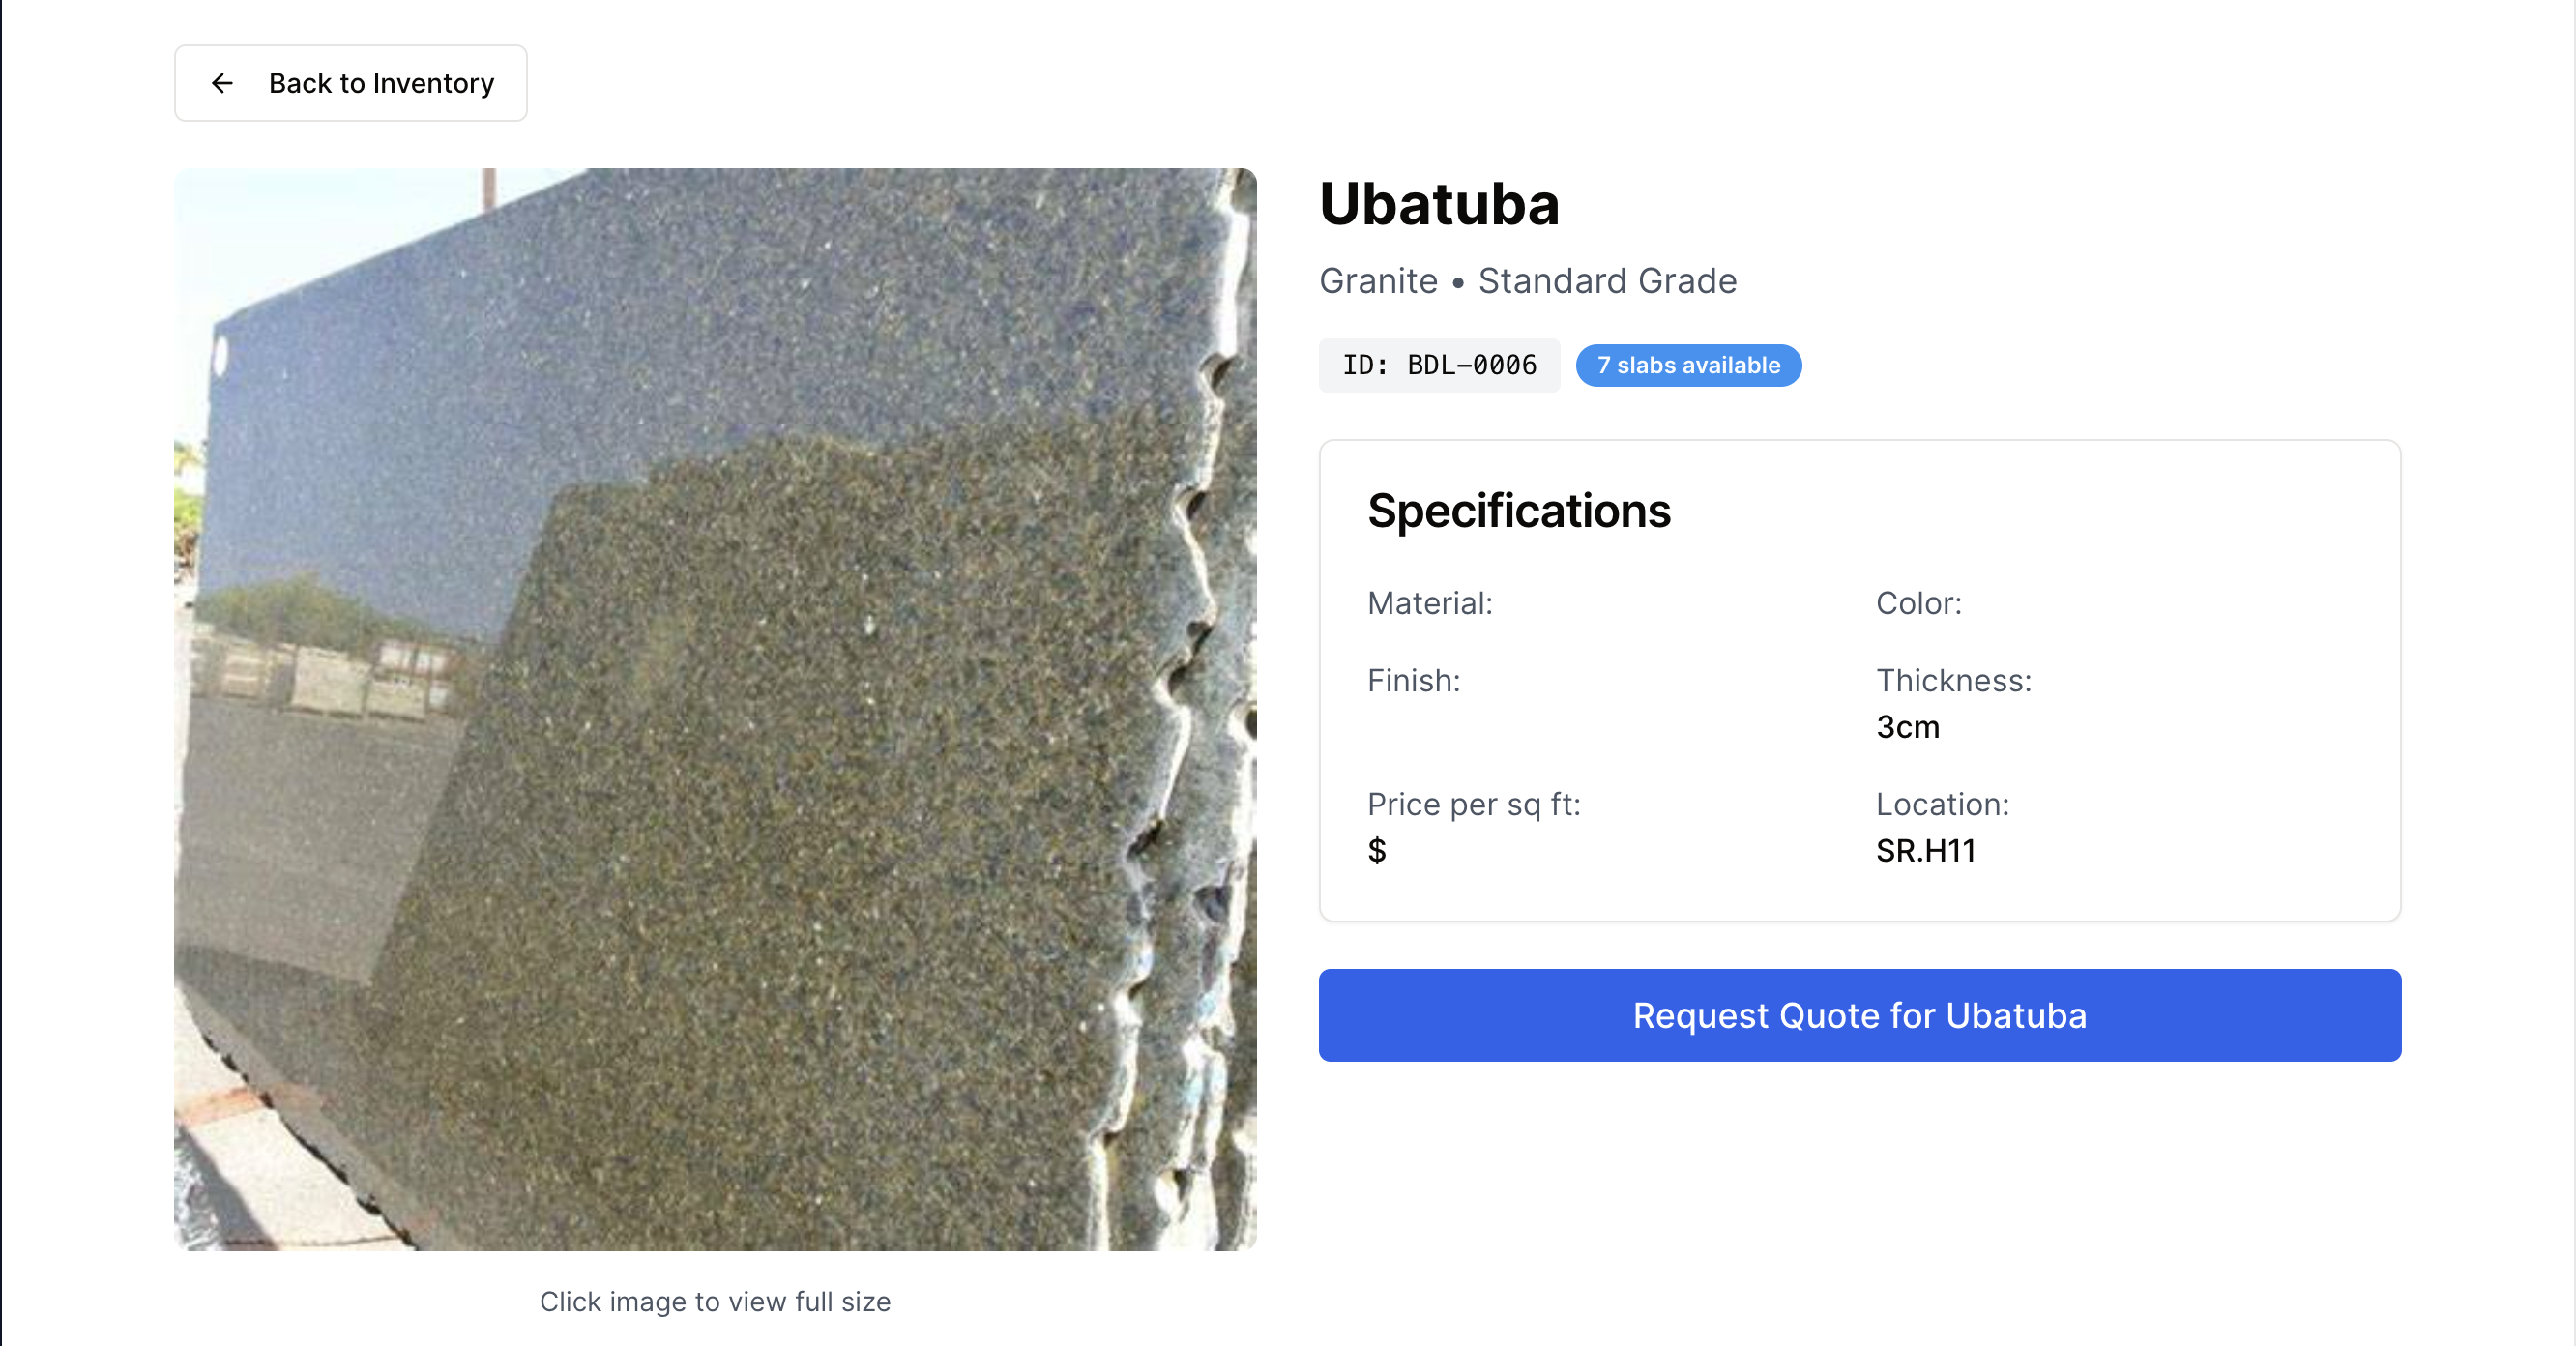 Back to Inventory
Ubatuba
Granite • Standard Grade
ID: BDL-0006
7 slabs available
Specifications
Material:
Color:
Finish:
Thickness:
3cm
Price per sq ft:
$
Location:
SR.H11
Request Quote for Ubatuba
Click image to view full size